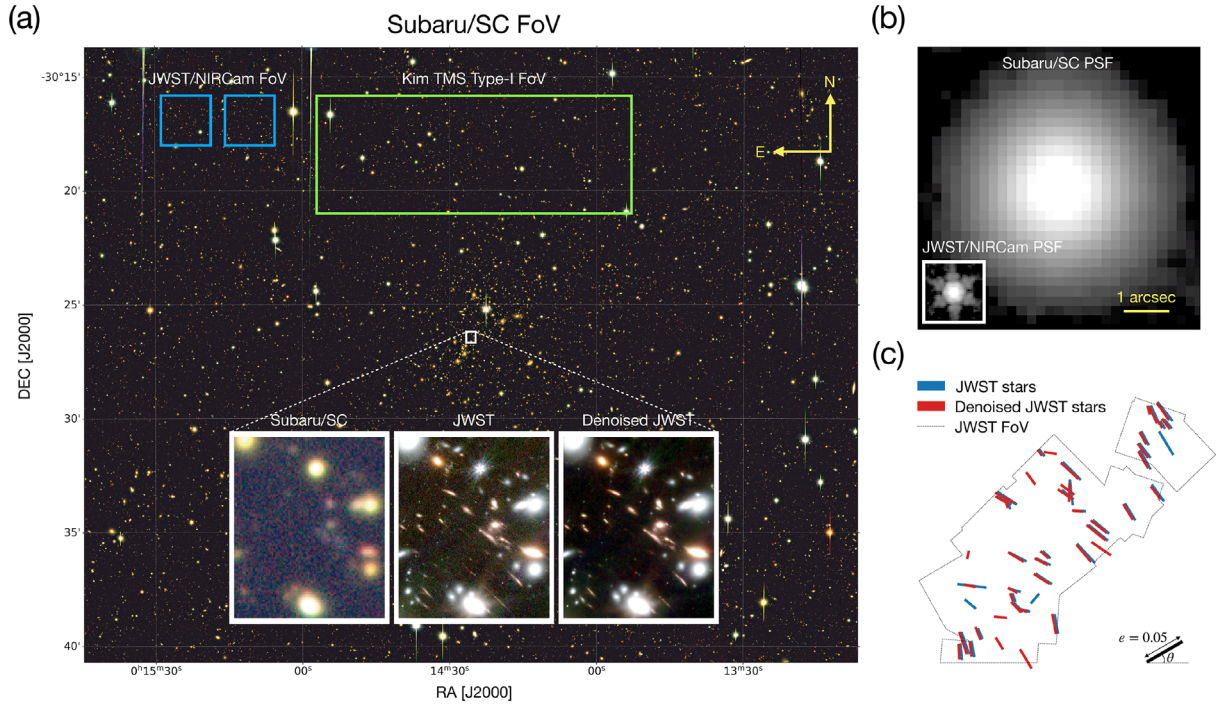 (a)
Subaru/SC FoV
-30°15'
20'
25'
30'
35'
40'
DEC [J2000]
JWST/NIRCam FoV
Kim TMS Type-I FoV
N
E
Subaru/SC
JWST
Denoised JWST
0ʰ15ᵐ30ˢ
00ˢ
14ᵐ30ˢ
00ˢ
13ᵐ30ˢ
RA [J2000]
(b)
Subaru/SC PSF
JWST/NIRCam PSF
1 arcsec
(c)
JWST stars
Denoised JWST stars
JWST FoV
e = 0.05
θ